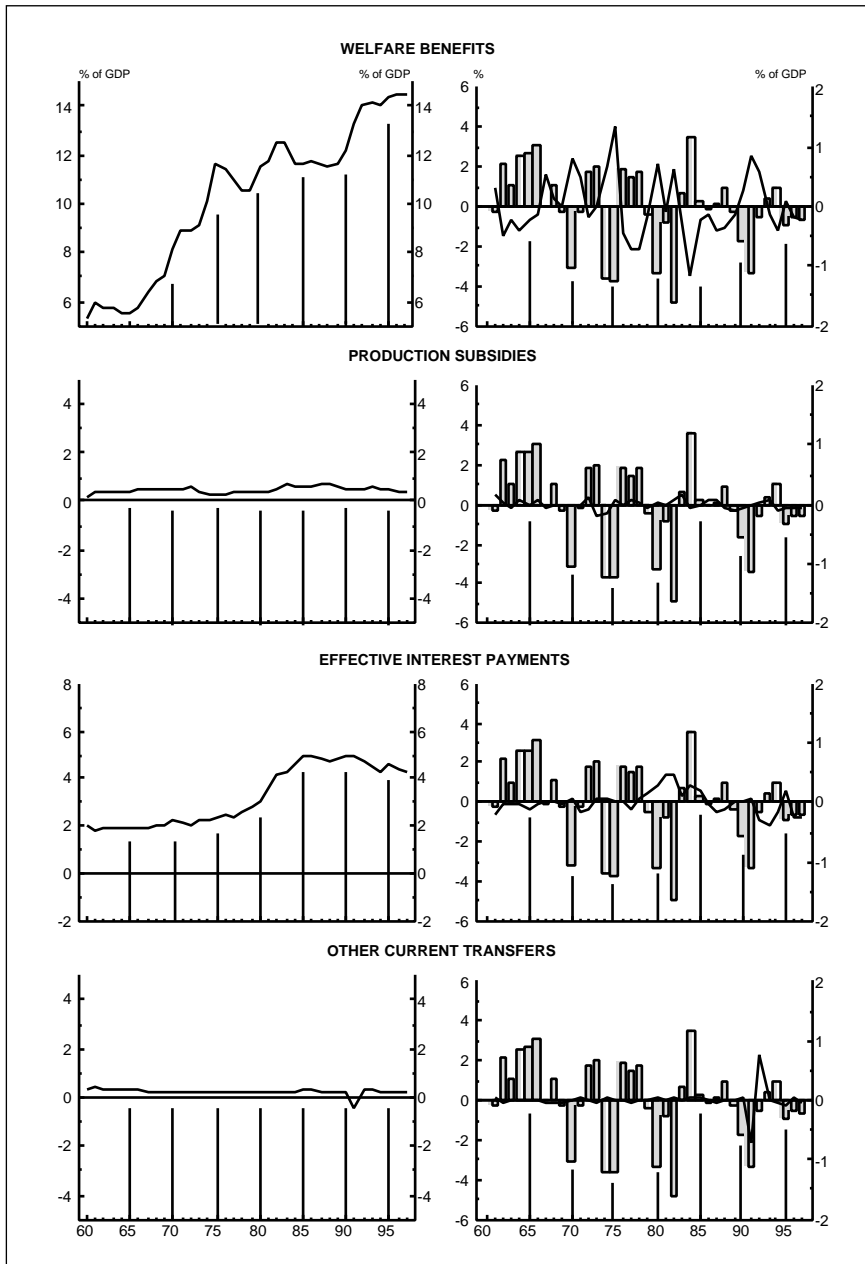 WELFARE BENEFITS
% of GDP % of GDP % % of GDP
14 14 6 2
12 12 4 1
10 10 2
0 0
8 8 -2
-1
6 6 -4
-6 -2
PRODUCTION SUBSIDIES
4 4 6 2
4 1
2 2 2
0 0 0 0
-2 -2 -2
-4 -1
-4 -4 -6 -2
EFFECTIVE INTEREST PAYMENTS
8 8 6 2
6 6 4 1
4 4 2
0 0
2 2 -2
-1
0 0 -4
-2 -2 -6 -2
OTHER CURRENT TRANSFERS
4 4 6 2
4 1
2 2 2
0 0 0 0
-2 -2 -2
-1
-4 -4 -4
-6 -2
60 65 70 75 80 85 90 95 60 65 70 75 80 85 90 95